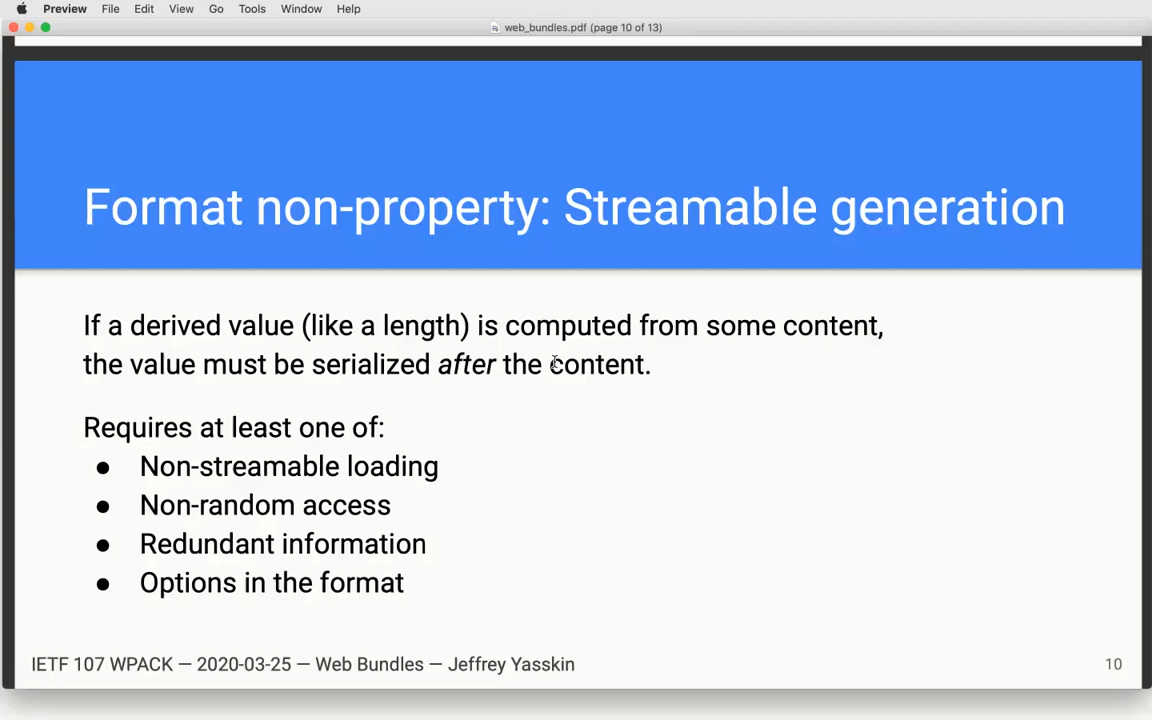 Preview File Edit View Go Tools Window Help
web_bundles.pdf (page 10 of 13)
Format non-property: Streamable generation
If a derived value (like a length) is computed from some content,
the value must be serialized after the content.
Requires at least one of:
● Non-streamable loading
● Non-random access
● Redundant information
● Options in the format
IETF 107 WPACK — 2020-03-25 — Web Bundles — Jeffrey Yasskin 10